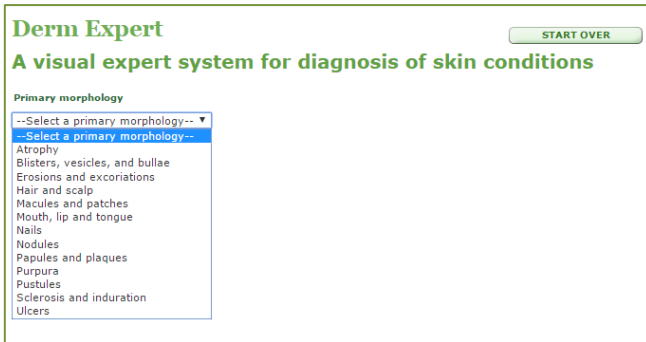 Derm Expert
START OVER
A visual expert system for diagnosis of skin conditions
Primary morphology
--Select a primary morphology--
--Select a primary morphology--
Atrophy
Blisters, vesicles, and bullae
Erosions and excoriations
Hair and scalp
Macules and patches
Mouth, lip and tongue
Nails
Nodules
Papules and plaques
Purpura
Pustules
Sclerosis and induration
Ulcers